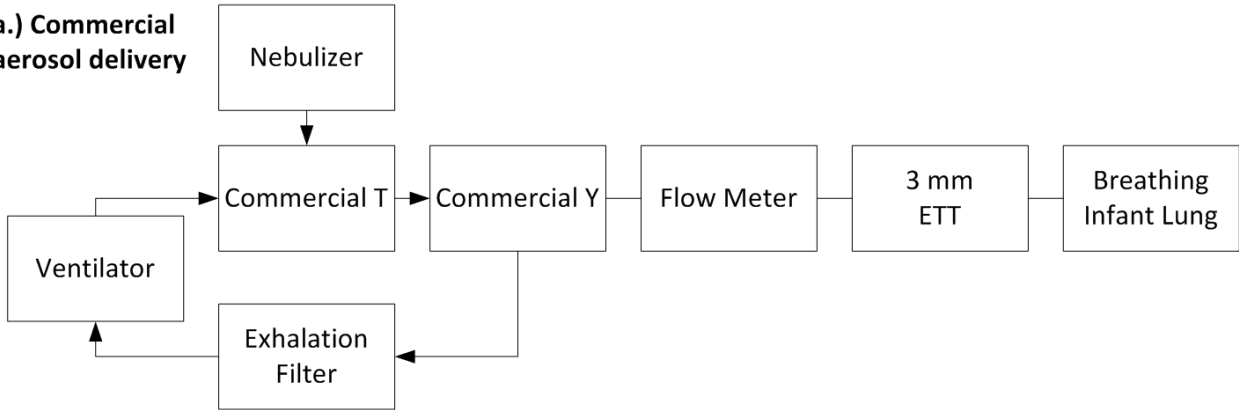 a.) Commercial
aerosol delivery
Nebulizer
Commercial T
Commercial Y
Flow Meter
3 mm
ETT
Breathing
Infant Lung
Ventilator
Exhalation
Filter